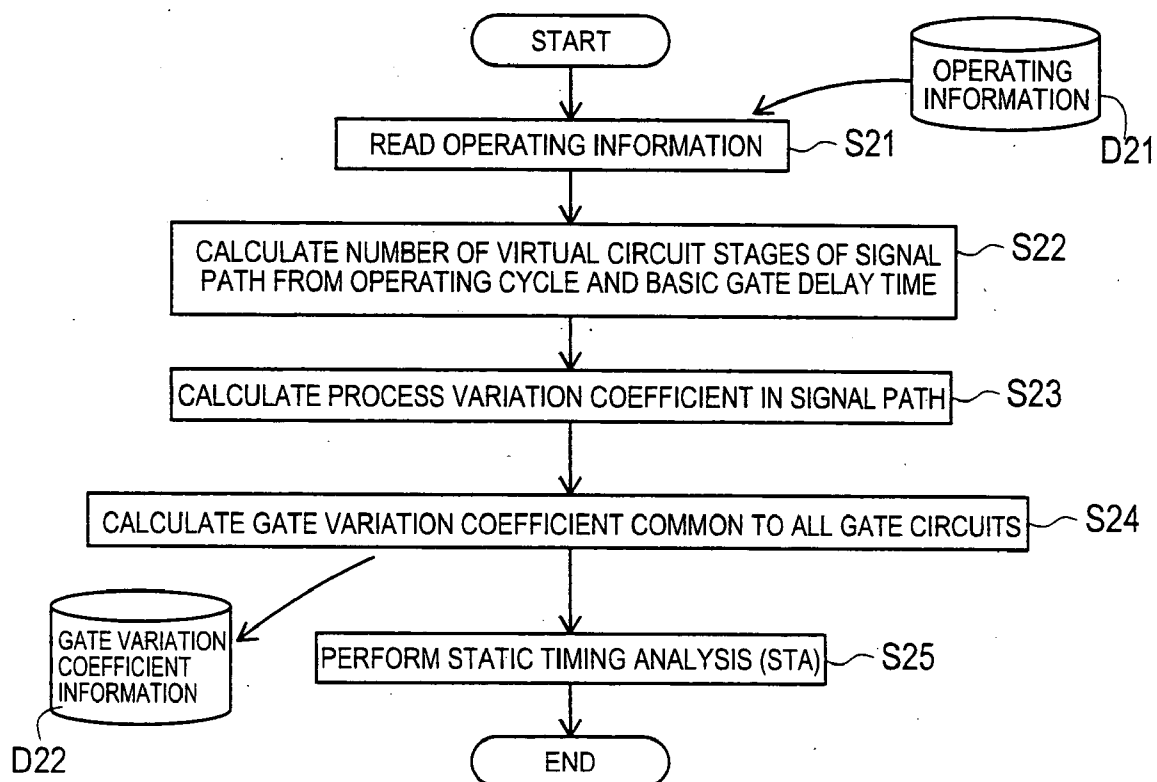 START
OPERATING
INFORMATION
D21
READ OPERATING INFORMATION
S21
CALCULATE NUMBER OF VIRTUAL CIRCUIT STAGES OF SIGNAL
PATH FROM OPERATING CYCLE AND BASIC GATE DELAY TIME
S22
CALCULATE PROCESS VARIATION COEFFICIENT IN SIGNAL PATH
S23
CALCULATE GATE VARIATION COEFFICIENT COMMON TO ALL GATE CIRCUITS
S24
GATE VARIATION
COEFFICIENT
INFORMATION
D22
PERFORM STATIC TIMING ANALYSIS (STA)
S25
END